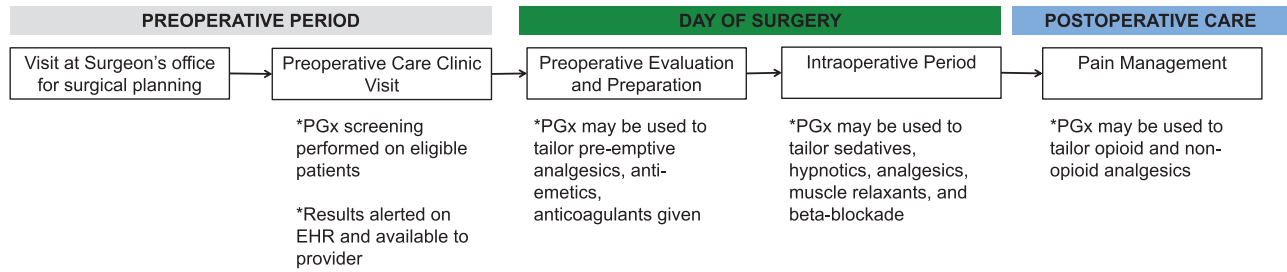 PREOPERATIVE PERIOD
DAY OF SURGERY
POSTOPERATIVE CARE
Visit at Surgeon’s office
for surgical planning
Preoperative Care Clinic
Visit
Preoperative Evaluation
and Preparation
Intraoperative Period
Pain Management
*PGx screening
performed on eligible
patients
*Results alerted on
EHR and available to
provider
*PGx may be used to
tailor pre-emptive
analgesics, anti-
emetics,
anticoagulants given
*PGx may be used to
tailor sedatives,
hypnotics, analgesics,
muscle relaxants, and
beta-blockade
*PGx may be used to
tailor opioid and non-
opioid analgesics